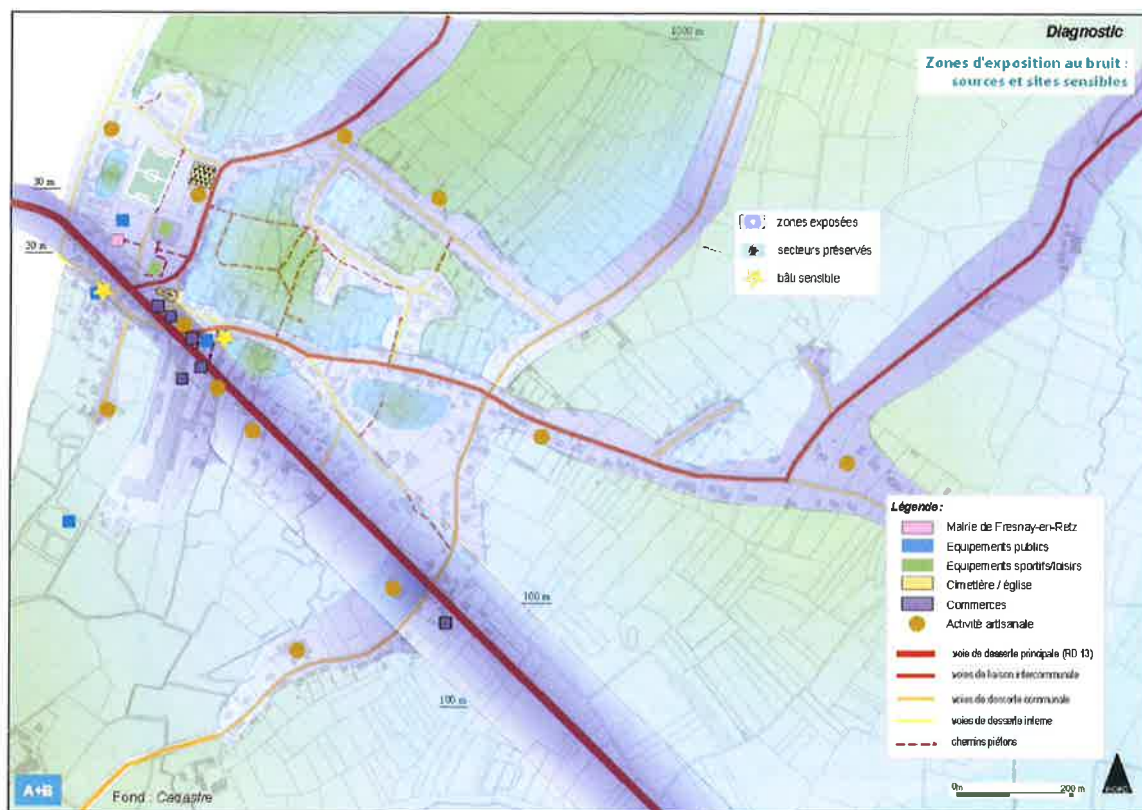 Diagnostic
Zones d'exposition au bruit :
sources et sites sensibles
30 m
30 m
zones exposées
secteurs préservés
bâti sensible
100 m
100 m
Légende :
Mairie de Fresnay-en-Retz
Equipements publics
Equipements sportifs/loisirs
Cimetière / église
Commerces
Activité artisanale
voie de desserte principale (RD 13)
voies de liaison intercommunale
voies de desserte communale
voies de desserte interne
chemins piétons
A+B
Fond : Cadastre
0m 200 m